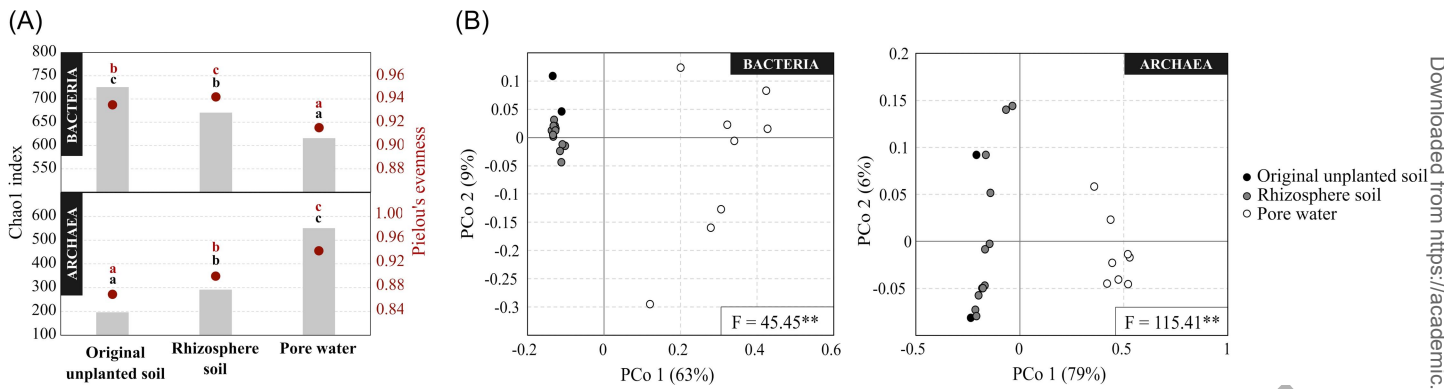 (A)
(B)
BACTERIA
ARCHAEA
Chao1 index
800
750
700
650
600
550
600
500
400
300
200
100
b
c
c
b
a
a
a
a
b
b
c
c
0.96
0.94
0.92
0.90
0.88
1.00
0.96
0.92
0.88
0.84
Pielou's evenness
Original
unplanted soil
Rhizosphere
soil
Pore water
BACTERIA
PCo 2 (9%)
0.1
0.05
0
-0.05
-0.1
-0.15
-0.2
-0.25
-0.3
F = 45.45**
-0.2
0
0.2
0.4
0.6
PCo 1 (63%)
ARCHAEA
PCo 2 (6%)
0.2
0.15
0.1
0.05
0
-0.05
F = 115.41**
-0.5
0
0.5
1
PCo 1 (79%)
Original unplanted soil
Rhizosphere soil
Pore water
Downloaded from https://academic.